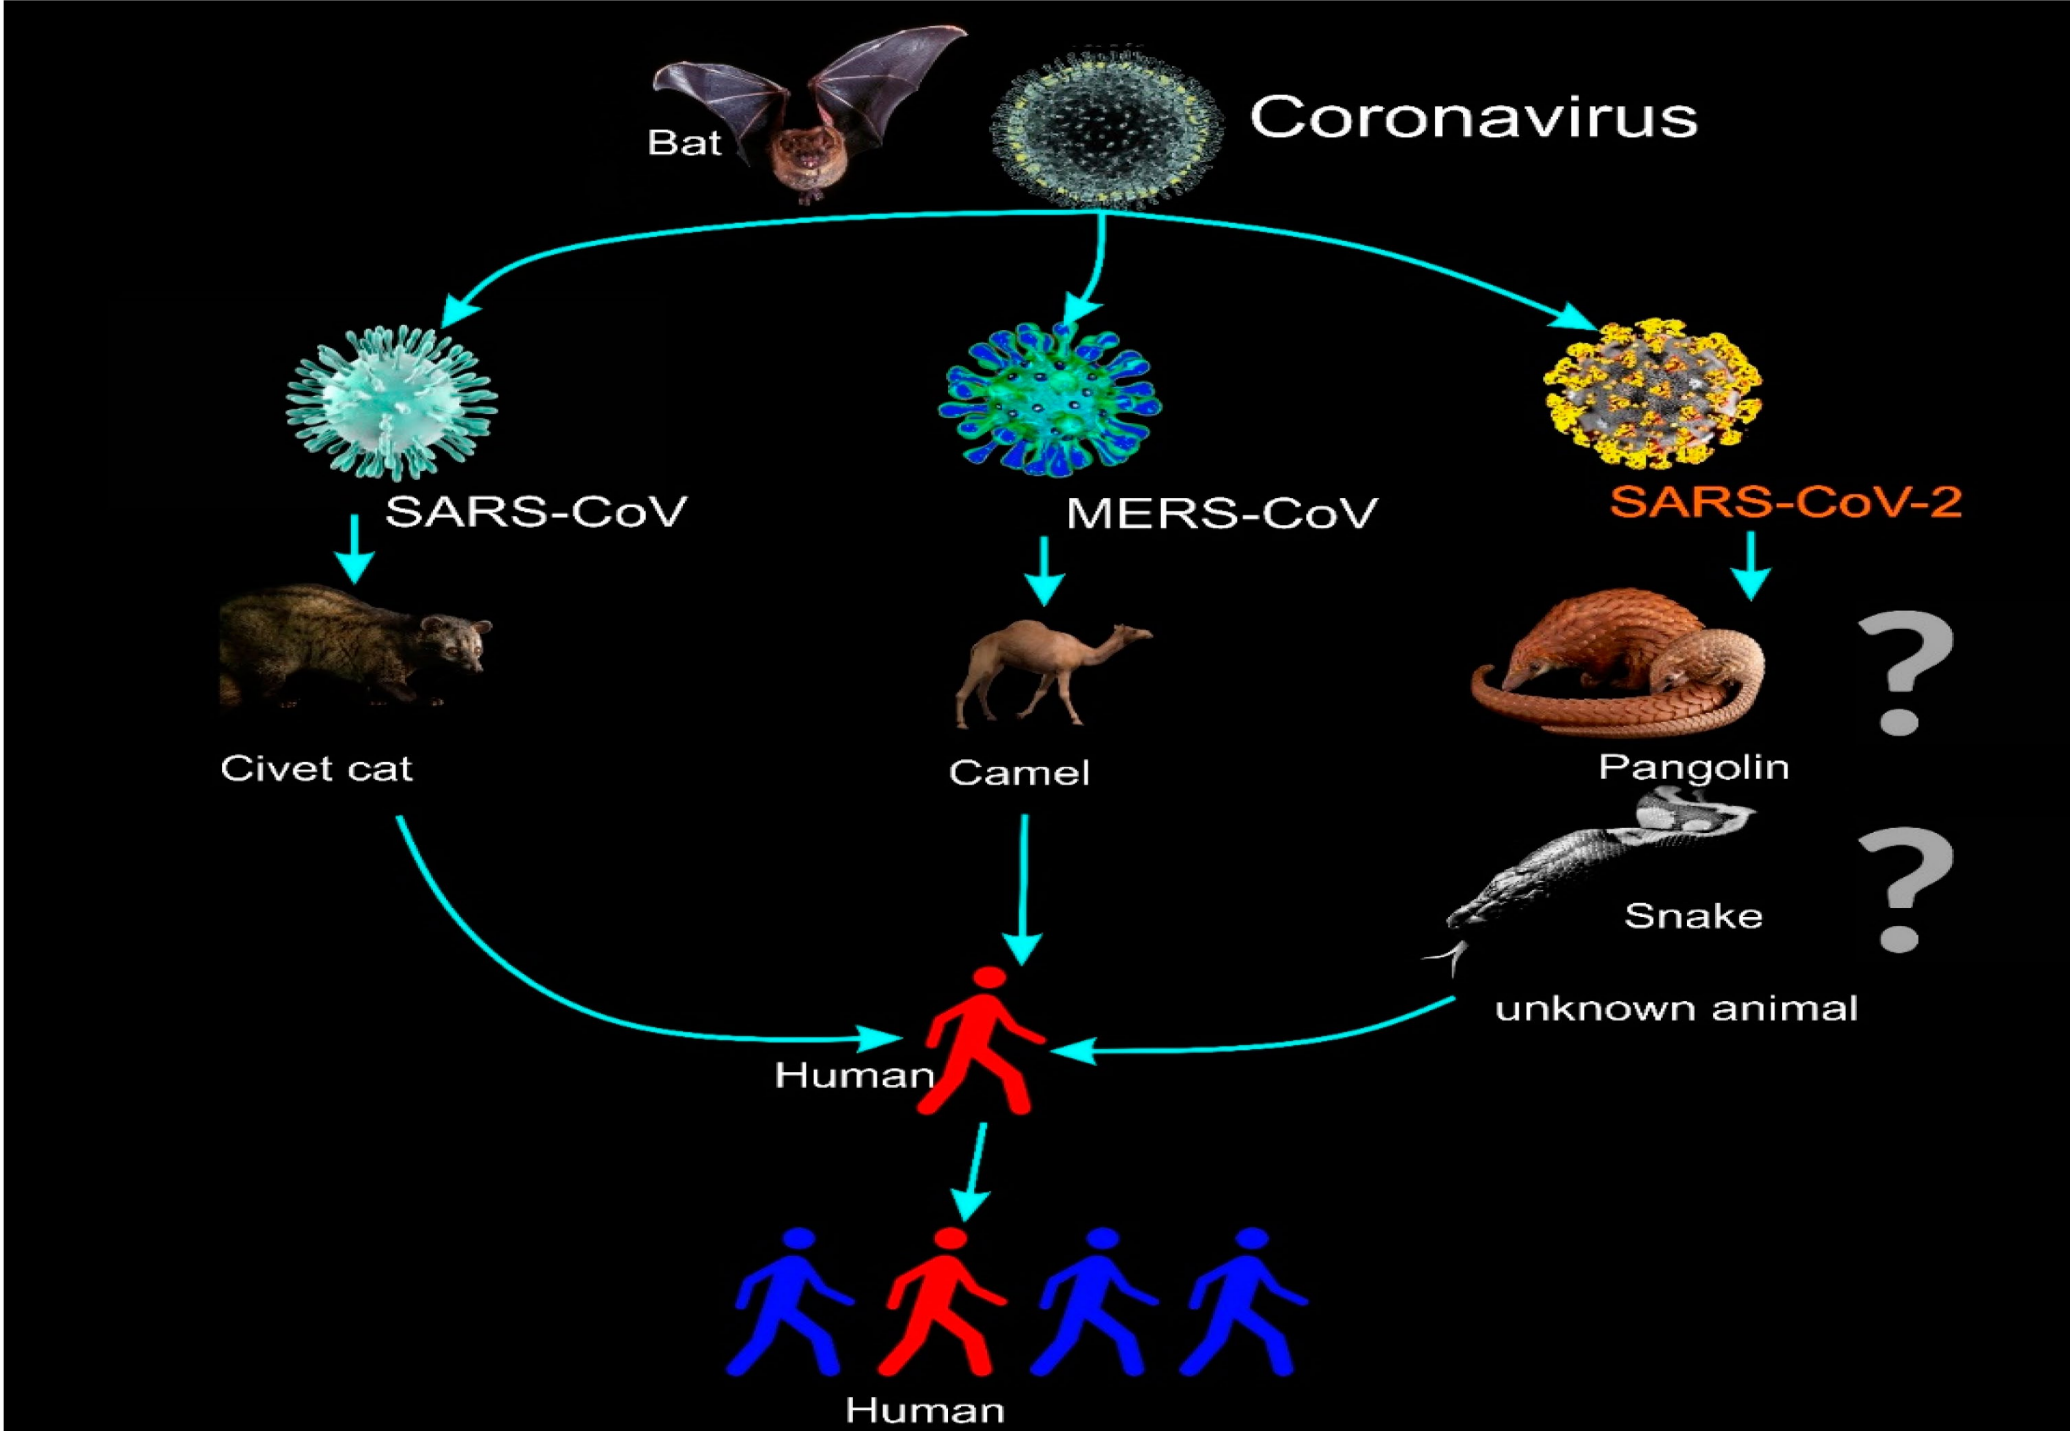 Bat
Coronavirus
SARS-CoV
MERS-CoV
SARS-CoV-2
?
Civet cat
Camel
Pangolin
?
Snake
unknown animal
Human
Human